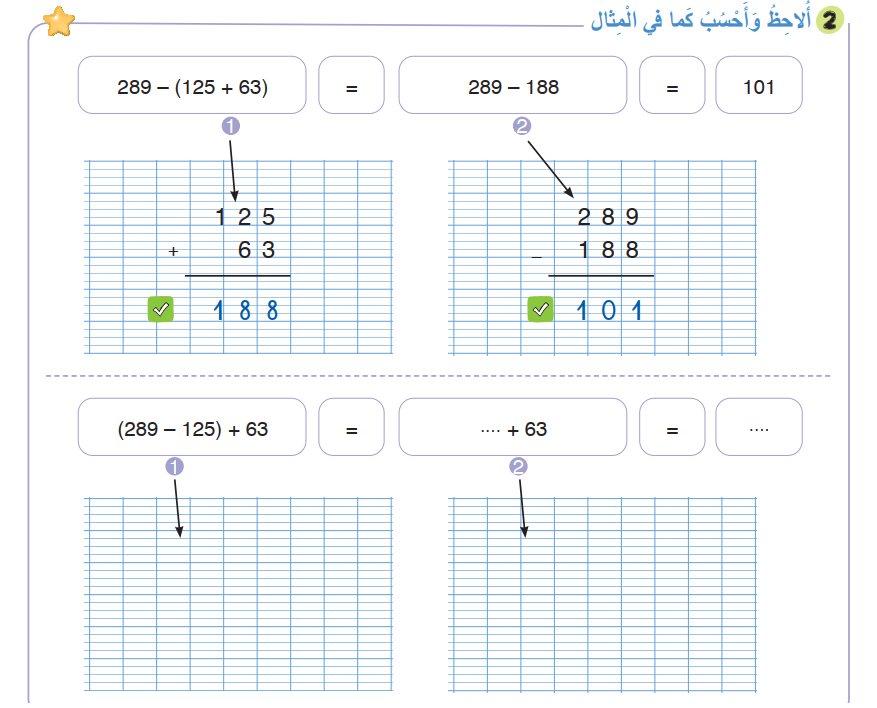 2 أُلاحِظُ وَأَحْسُبُ كَما في الْمِثال
289 – (125 + 63) = 289 – 188 = 101
1 2
1 2 5
+ 6 3
1 8 8
2 8 9
– 1 8 8
1 0 1
(289 – 125) + 63 = .... + 63 = ....
1 2